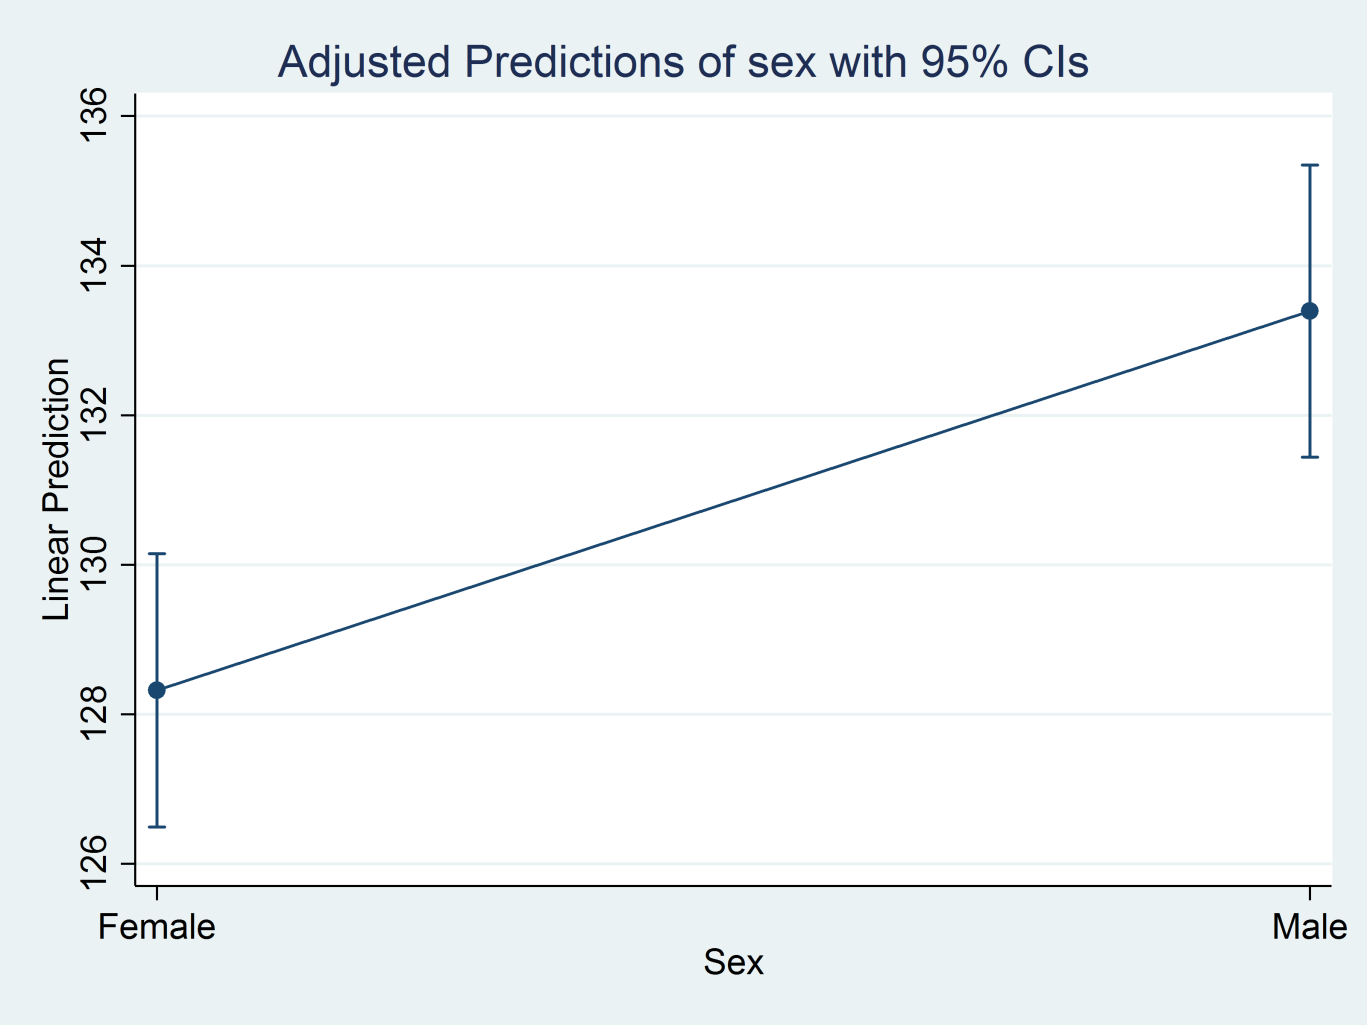 Adjusted Predictions of sex with 95% CIs
136
134
132
130
128
126
Linear Prediction
Female
Male
Sex